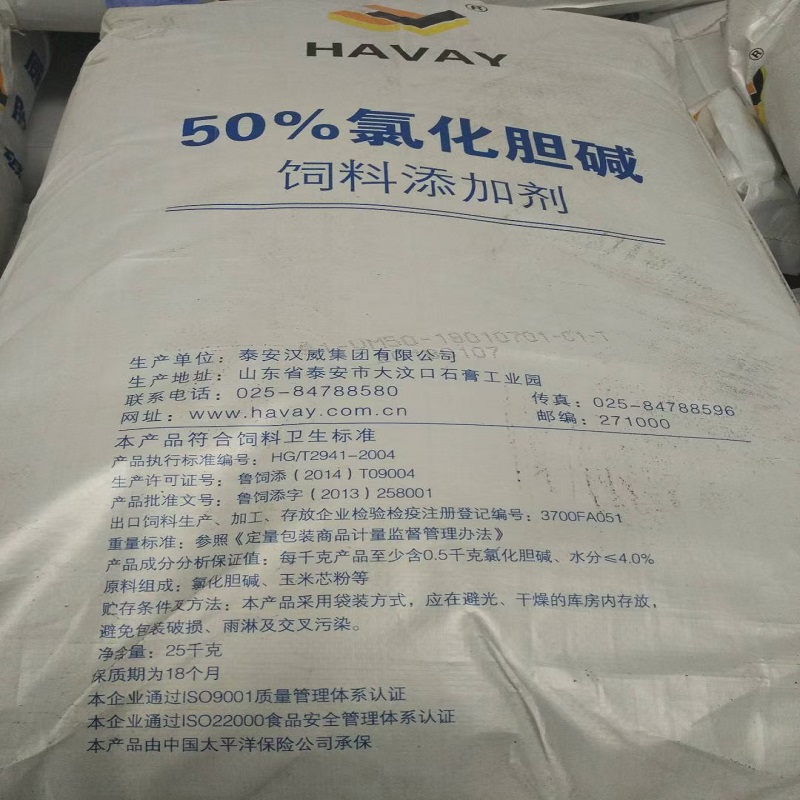 HAVAY
50%氯化胆碱
饲料添加剂
生产单位：泰安汉威集团有限公司
生产地址：山东省泰安市大汶口石膏工业园
联系电话：025-84788580 传真：025-84788596
网址：www.havay.com.cn 邮编：271000
本产品符合饲料卫生标准
产品执行标准编号：HG/T2941-2004
生产许可证号：鲁饲添（2014）T09004
产品批准文号：鲁饲添字（2013）258001
出口饲料生产、加工、存放企业检验检疫注册登记编号：3700FA051
重量标准：参照《定量包装商品计量监督管理办法》
产品成分分析保证值：每千克产品至少含0.5千克氯化胆碱、水分≤4.0%
原料组成：氯化胆碱、玉米芯粉等
贮存条件及方法：本产品采用袋装方式，应在避光、干燥的库房内存放，
避免包装破损、雨淋及交叉污染。
净含量：25千克
保质期为18个月
本企业通过ISO9001质量管理体系认证
本企业通过ISO22000食品安全管理体系认证
本产品由中国太平洋保险公司承保